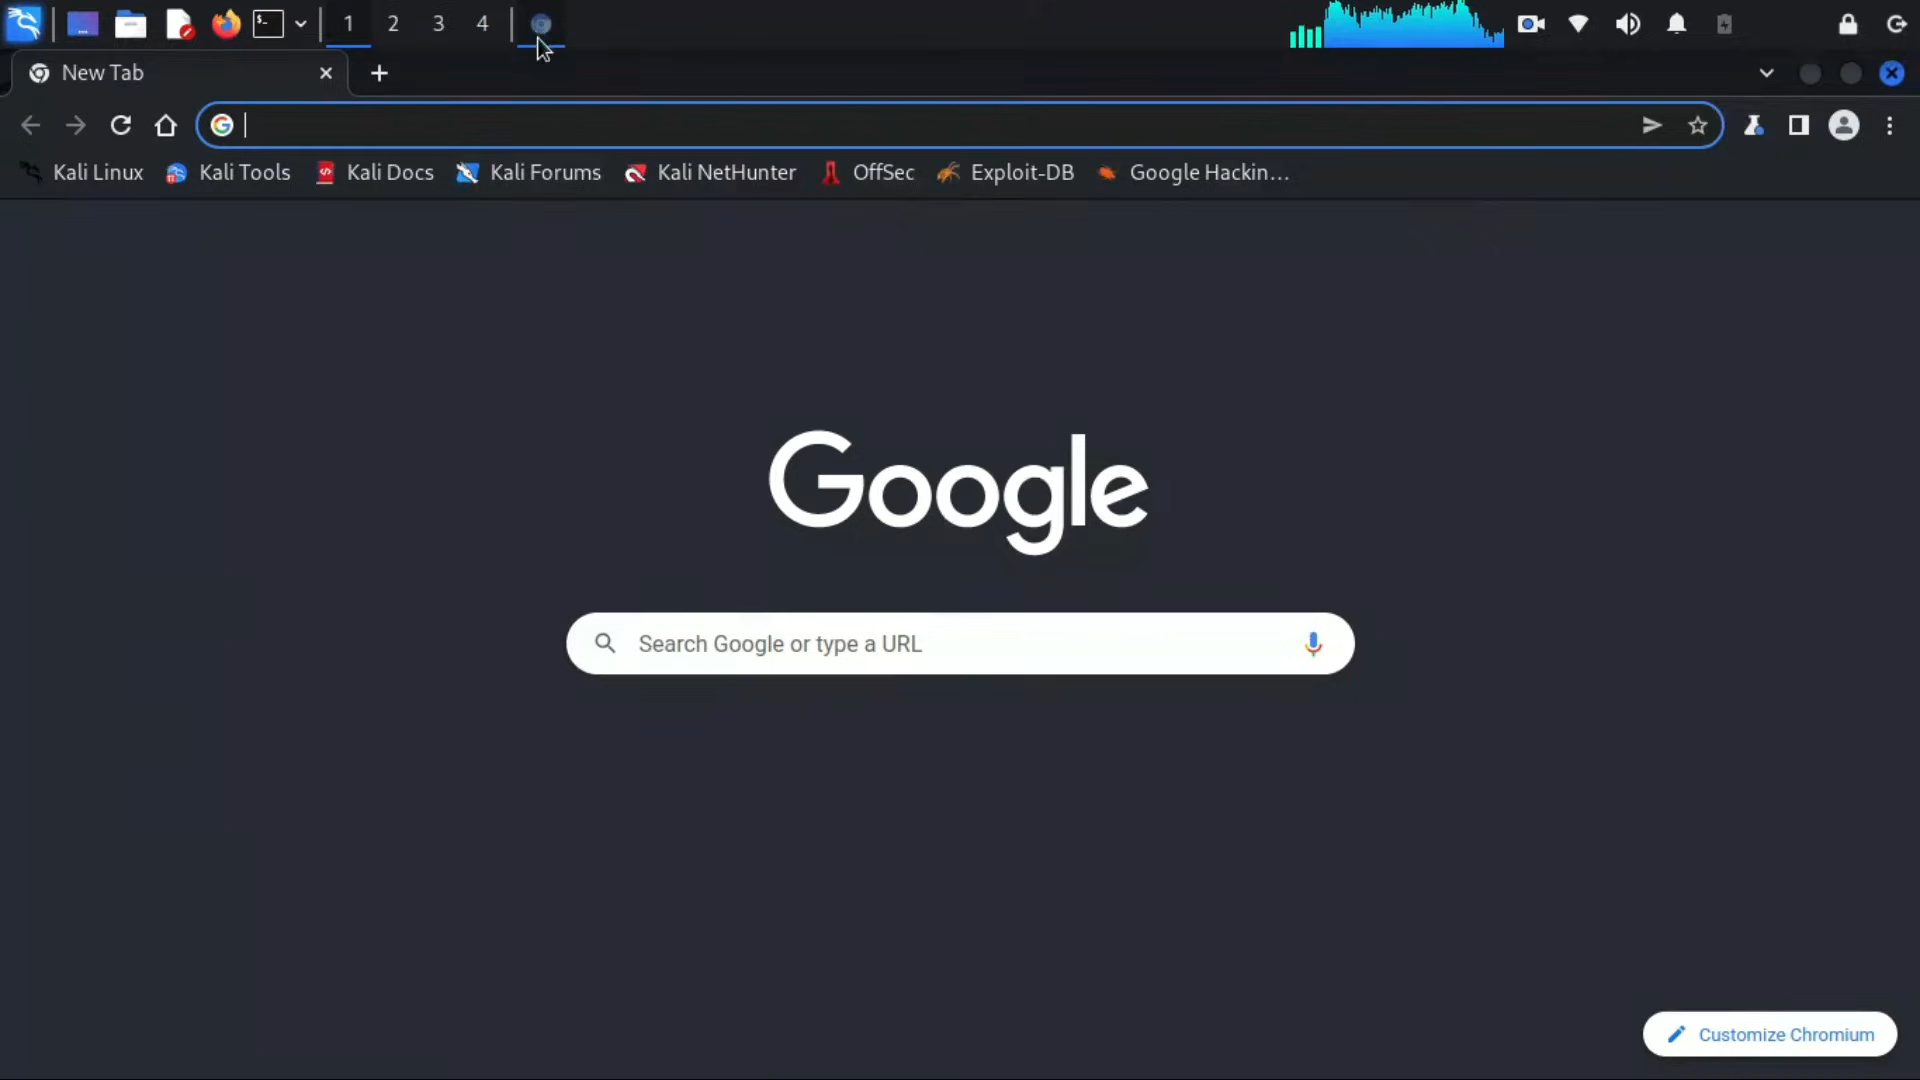 1 2 3 4
New Tab
Kali Linux Kali Tools Kali Docs Kali Forums Kali NetHunter OffSec Exploit-DB Google Hackin...
Google
Search Google or type a URL
Customize Chromium